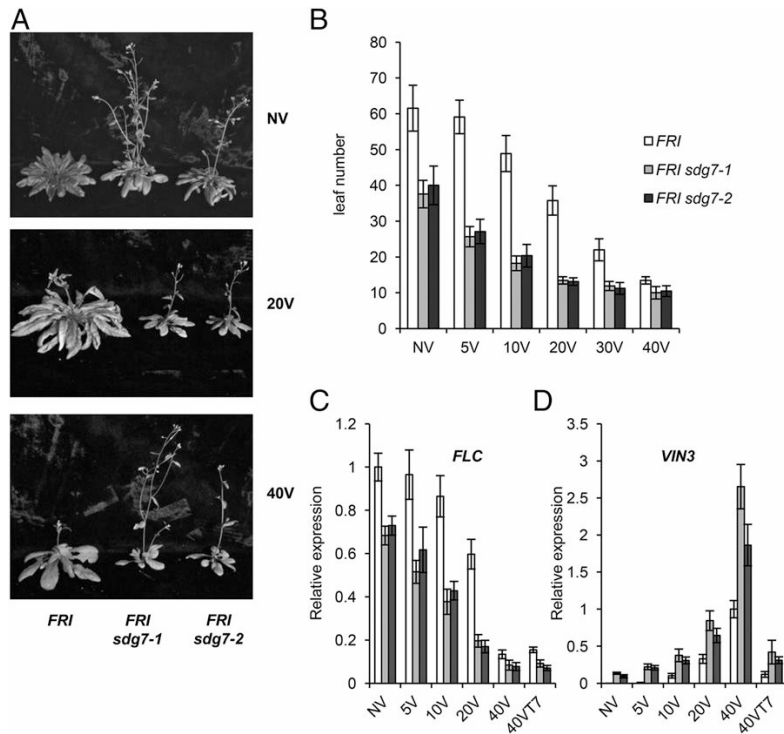 A
NV
20V
40V
FRI
FRI sdg7-1
FRI sdg7-2
B
80
70
60
50
40
30
20
10
0
leaf number
FRI
FRI sdg7-1
FRI sdg7-2
NV 5V 10V 20V 30V 40V
C
FLC
1.2
1
0.8
0.6
0.4
0.2
0
Relative expression
NV 5V 10V 20V 40V 40VT7
D
VIN3
3.5
3
2.5
2
1.5
1
0.5
0
Relative expression
NV 5V 10V 20V 40V 40VT7